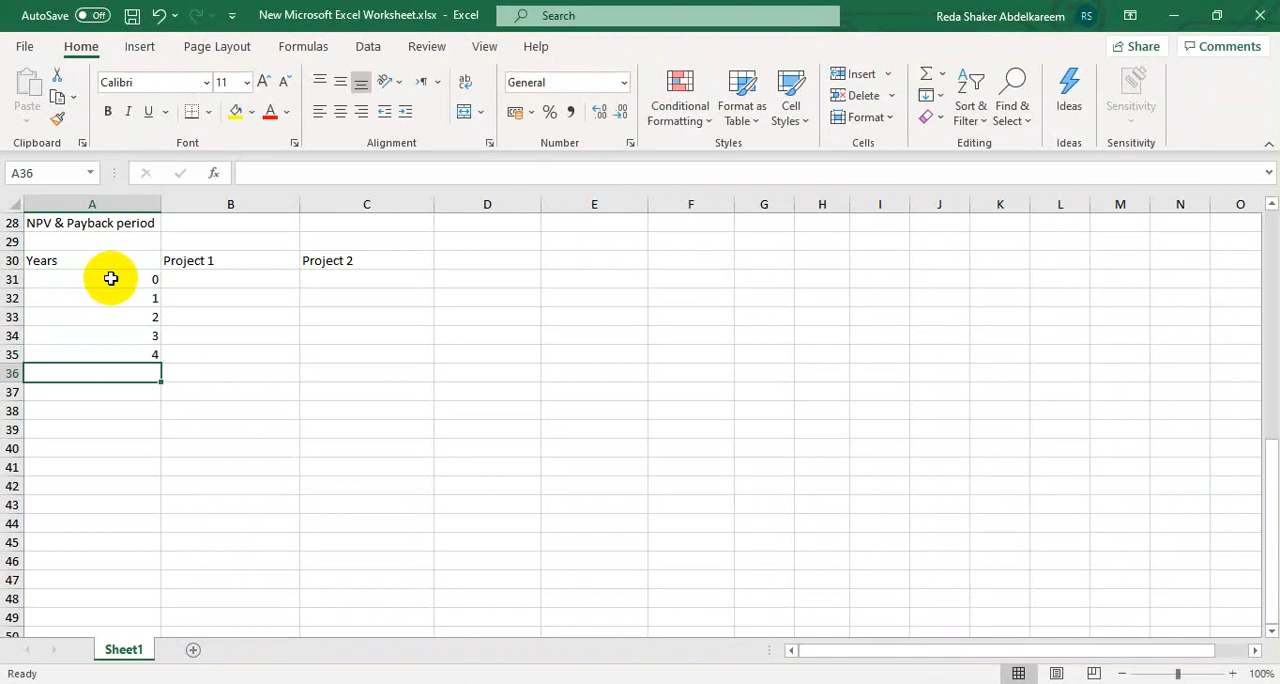 AutoSave Off New Microsoft Excel Worksheet.xlsx - Excel Search Reda Shaker Abdelkareem RS
File Home Insert Page Layout Formulas Data Review View Help Share Comments
Paste Calibri 11 General Conditional Formatting Format as Table Cell Styles Insert Delete Format Sort & Filter Find & Select Ideas Sensitivity
Clipboard Font Alignment Number Styles Cells Editing Ideas Sensitivity
A36 fx
A B C D E F G H I J K L M N O
28 NPV & Payback period
29
30 Years Project 1 Project 2
31 0
32 1
33 2
34 3
35 4
36
37
38
39
40
41
42
43
44
45
46
47
48
49
50
Sheet1
Ready 100%